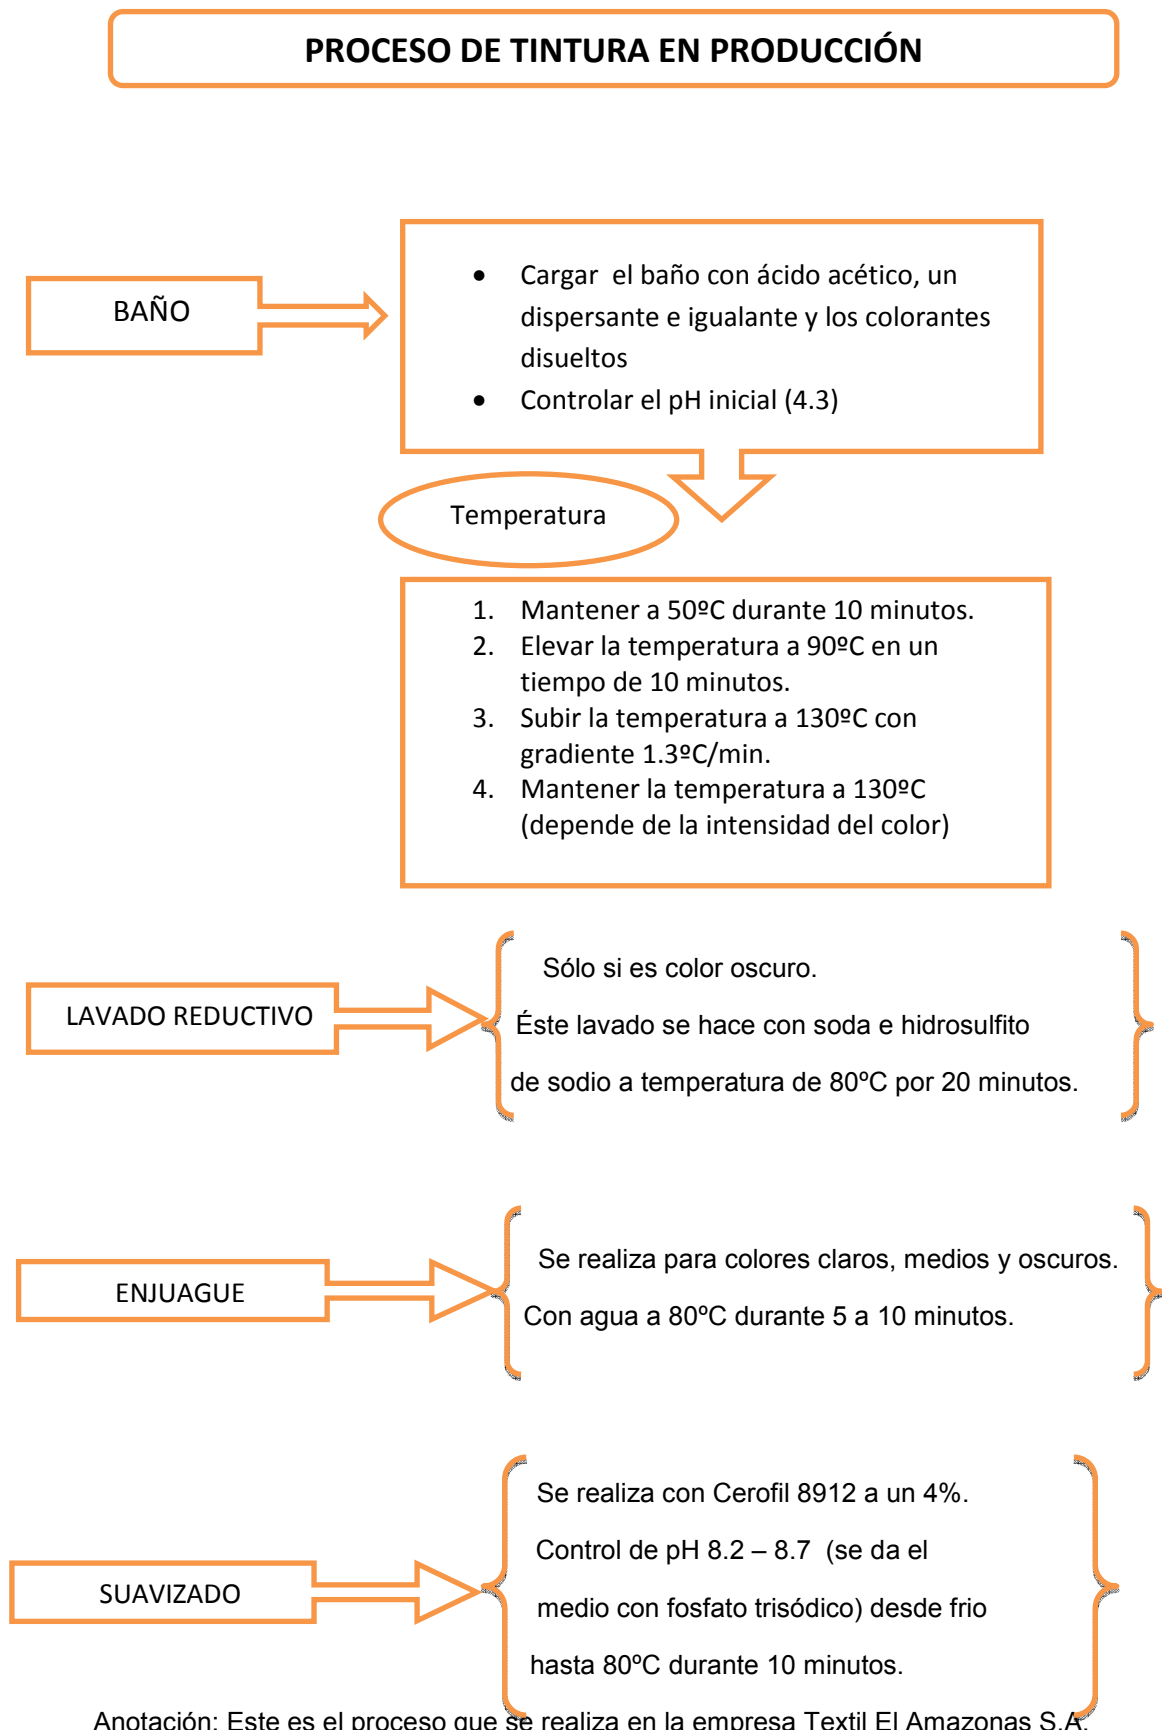 PROCESO DE TINTURA EN PRODUCCIÓN
BAÑO
• Cargar el baño con ácido acético, un
dispersante e igualante y los colorantes
disueltos
• Controlar el pH inicial (4.3)
Temperatura
1. Mantener a 50ºC durante 10 minutos.
2. Elevar la temperatura a 90ºC en un
tiempo de 10 minutos.
3. Subir la temperatura a 130ºC con
gradiente 1.3ºC/min.
4. Mantener la temperatura a 130ºC
(depende de la intensidad del color)
LAVADO REDUCTIVO
Sólo si es color oscuro.
Éste lavado se hace con soda e hidrosulfito
de sodio a temperatura de 80ºC por 20 minutos.
ENJUAGUE
Se realiza para colores claros, medios y oscuros.
Con agua a 80ºC durante 5 a 10 minutos.
SUAVIZADO
Se realiza con Cerofil 8912 a un 4%.
Control de pH 8.2 – 8.7 (se da el
medio con fosfato trisódico) desde frio
hasta 80ºC durante 10 minutos.
Anotación: Este es el proceso que se realiza en la empresa Textil El Amazonas S.A.